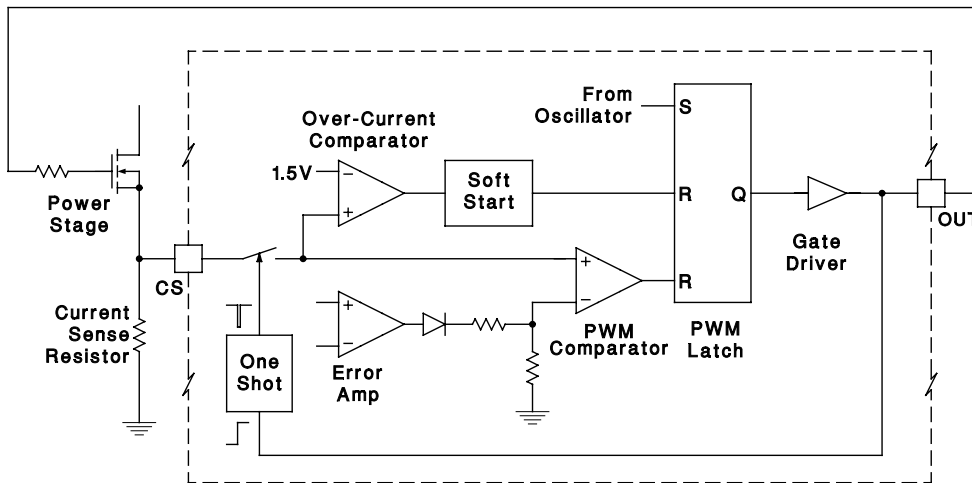 From
Oscillator
S
Over-Current
Comparator
1.5V
−
+
Soft
Start
R
Q
OUT
Power
Stage
Gate
Driver
CS
+
−
R
Current
Sense
Resistor
+
−
PWM
Comparator
PWM
Latch
One
Shot
Error
Amp